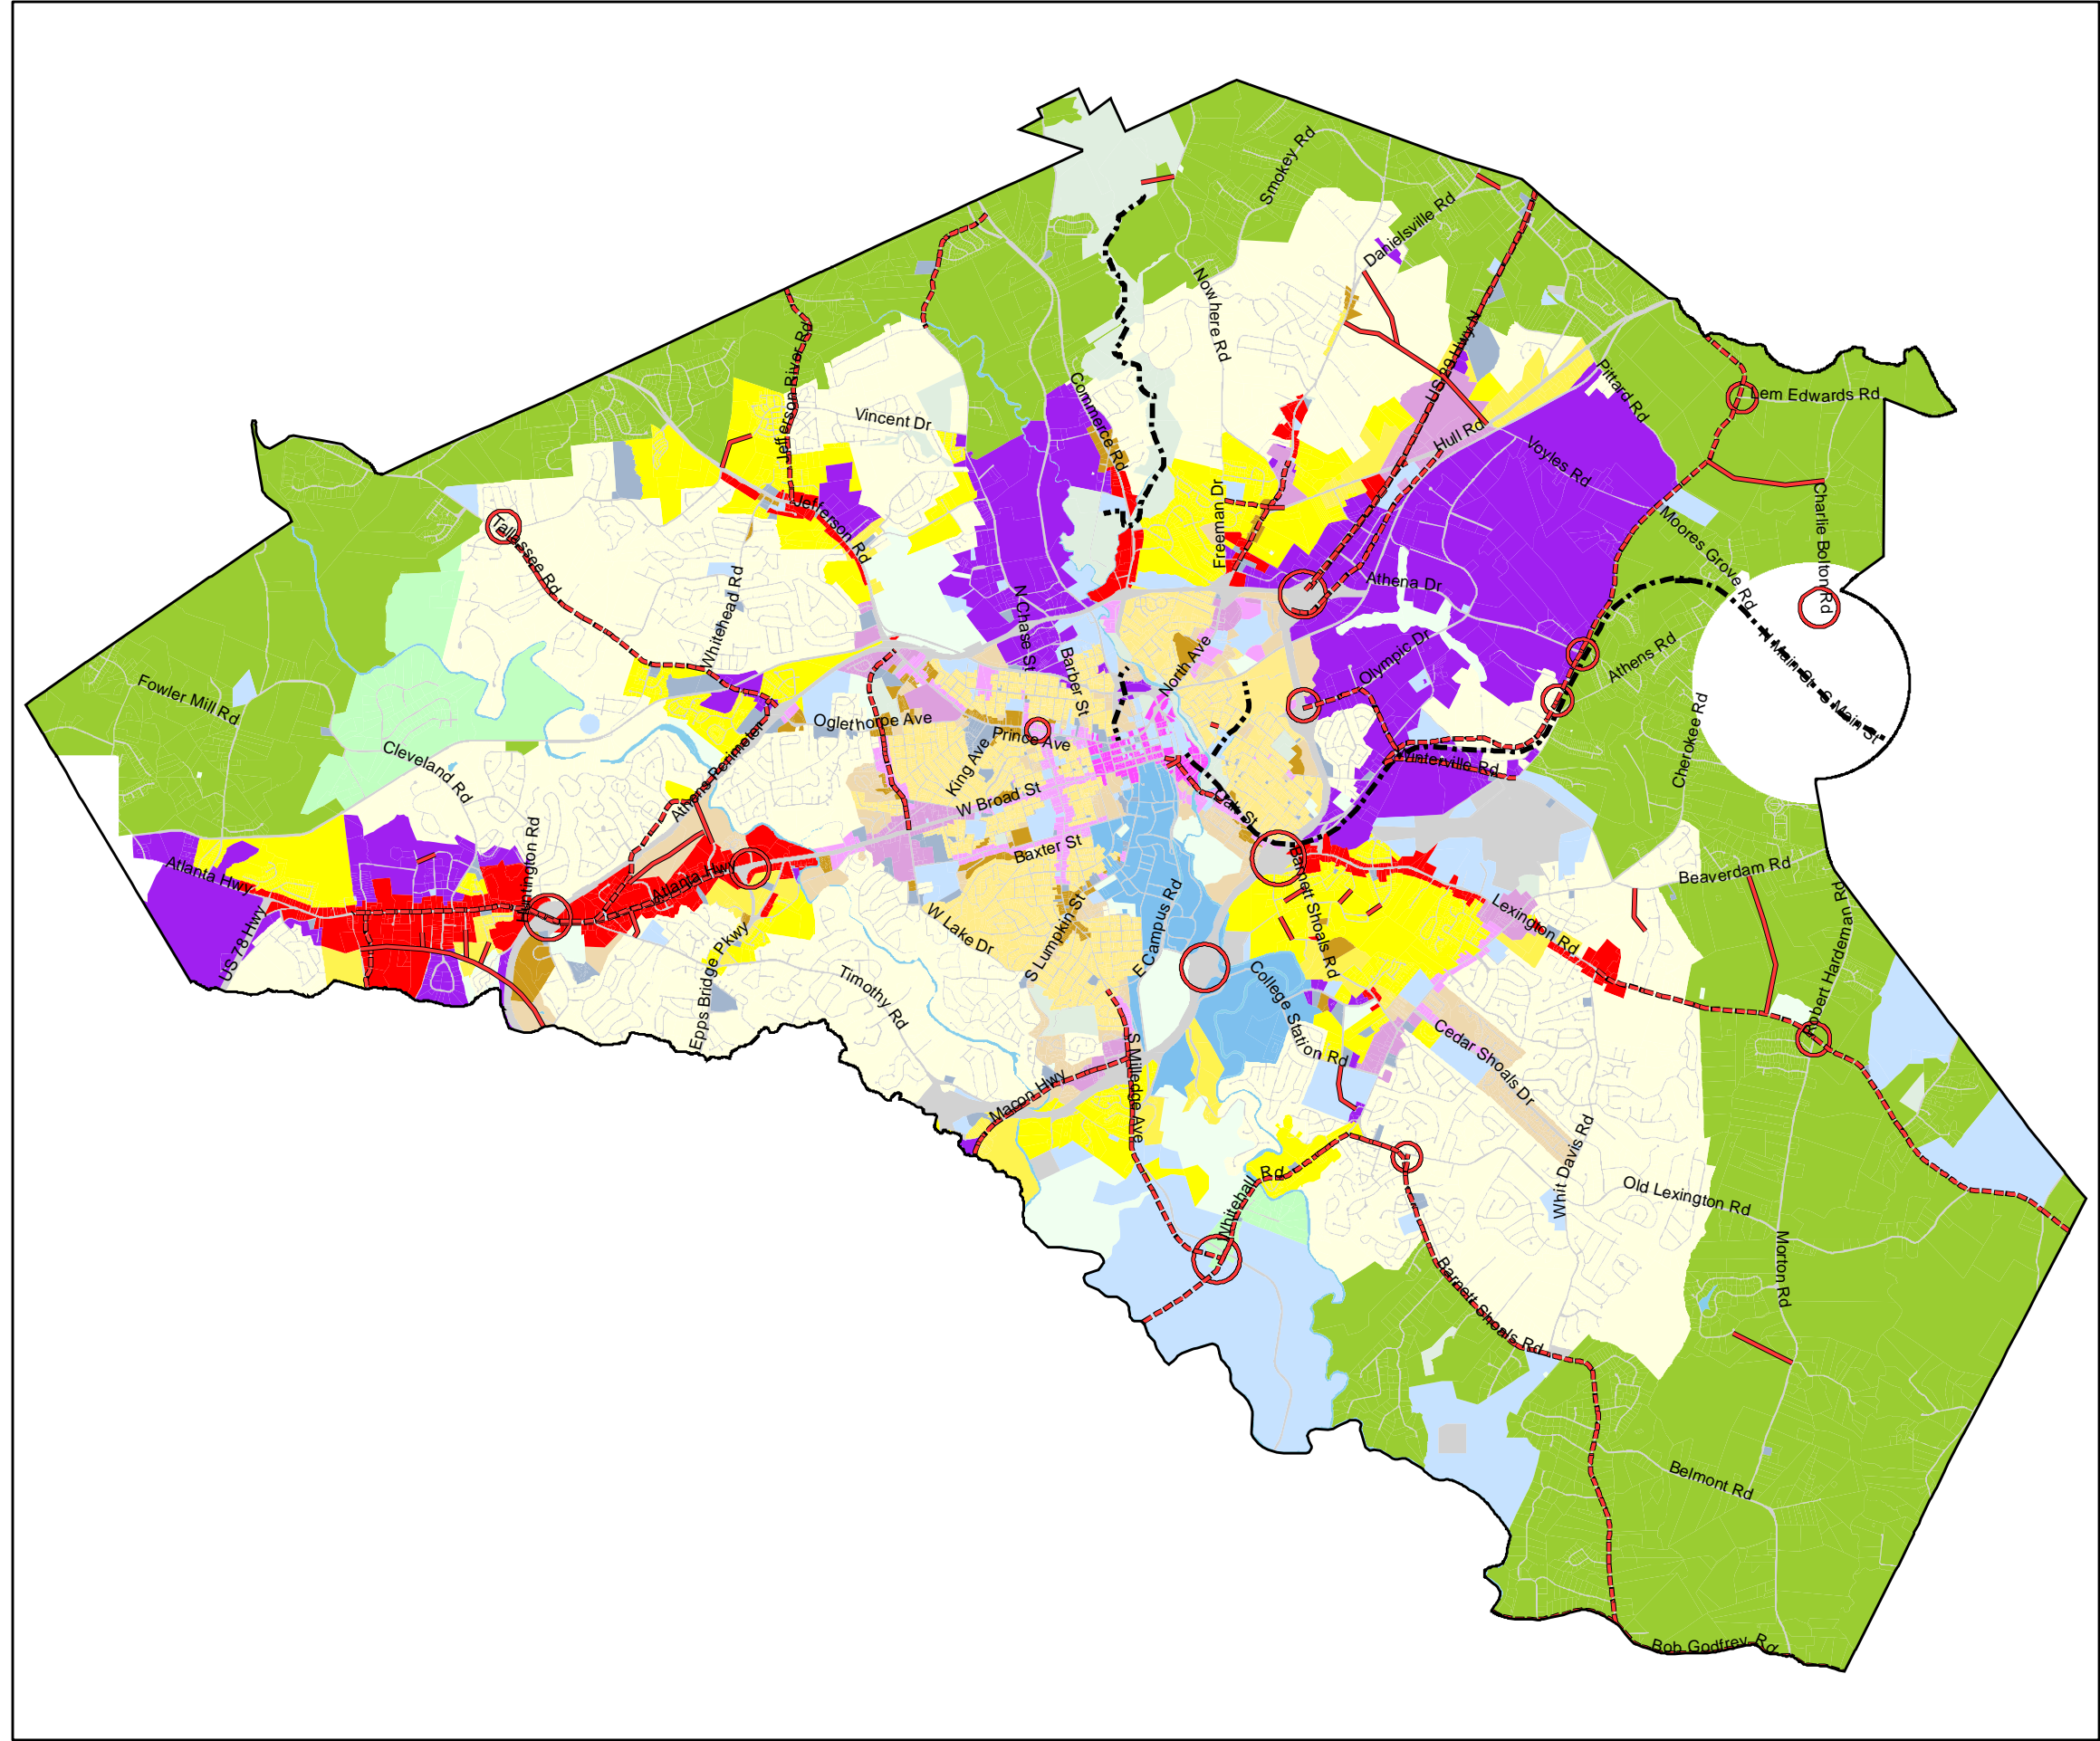 Smokey Rd
Danielsville Rd
Nowhere Rd
US 29 Hwy N
Jefferson River Rd
Pittard Rd
Lem Edwards Rd
Commerce Rd
Vincent Dr
Hull Rd
Voyles Rd
Freeman Dr
Jefferson Rd
Moores Grove Rd
Charlie Bolton Rd
Tallassee Rd
Athena Dr
Whitehead Rd
N Chase St
Barber St
North Ave
Olympic Dr
Athens Rd
N Main St
S Main St
Fowler Mill Rd
Oglethorpe Ave
Prince Ave
King Ave
Cherokee Rd
Cleveland Rd
Athens Perimeter
Winterville Rd
W Broad St
Oak St
Baxter St
Huntington Rd
Atlanta Hwy
Atlanta Hwy
Barnett Shoals Rd
Beaverdam Rd
US 78 Hwy
Epps Bridge Pkwy
W Lake Dr
S Lumpkin St
E Campus Rd
Lexington Rd
Robert Hardeman Rd
Timothy Rd
College Station Rd
Cedar Shoals Dr
Macon Hwy
S Milledge Ave
Whit Davis Rd
Whitehall Rd
Old Lexington Rd
Morton Rd
Barnett Shoals Rd
Belmont Rd
Bob Godfrey Rd